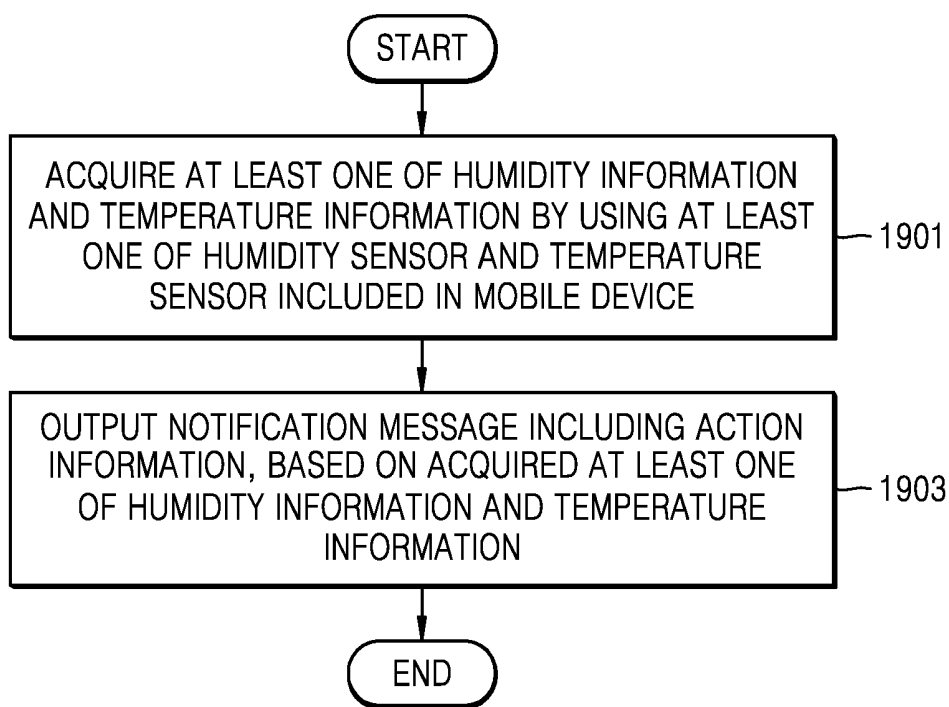 START
ACQUIRE AT LEAST ONE OF HUMIDITY INFORMATION
AND TEMPERATURE INFORMATION BY USING AT LEAST
ONE OF HUMIDITY SENSOR AND TEMPERATURE
SENSOR INCLUDED IN MOBILE DEVICE
1901
OUTPUT NOTIFICATION MESSAGE INCLUDING ACTION
INFORMATION, BASED ON ACQUIRED AT LEAST ONE
OF HUMIDITY INFORMATION AND TEMPERATURE
INFORMATION
1903
END